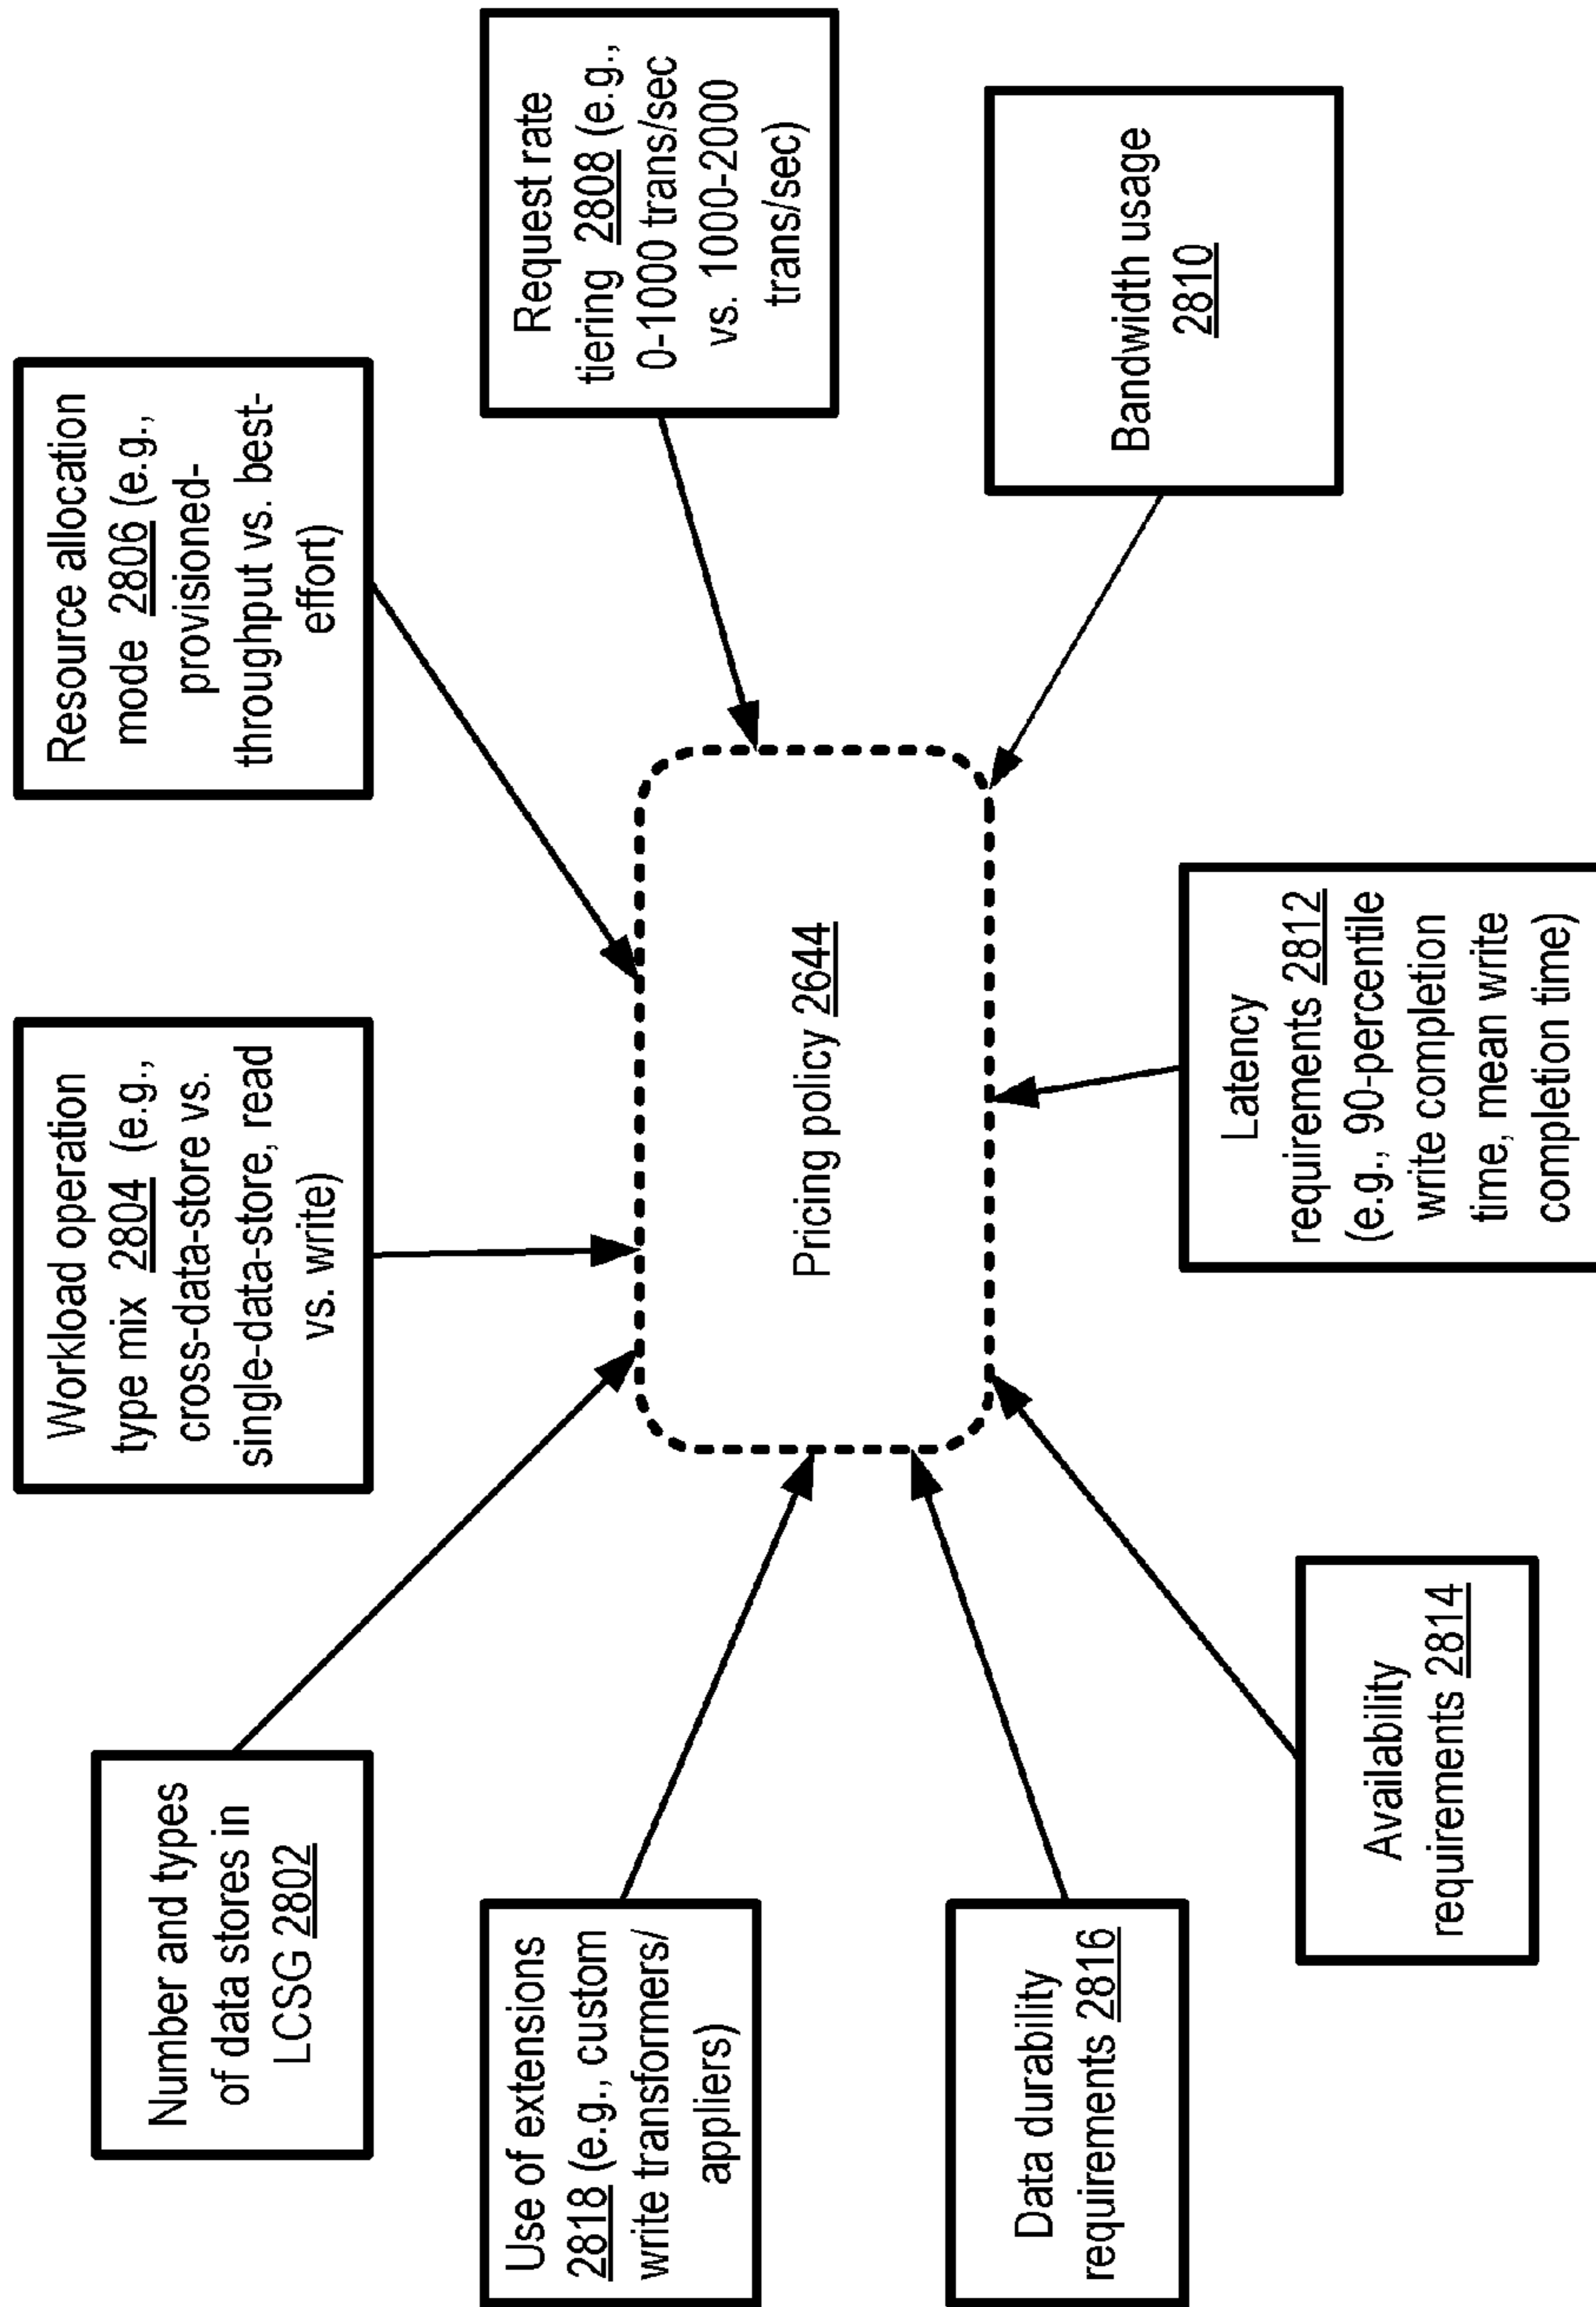 Number and types
of data stores in
LCSG 2802
Workload operation
type mix 2804 (e.g.,
cross-data-store vs.
single-data-store, read
vs. write)
Resource allocation
mode 2806 (e.g.,
provisioned-
throughput vs. best-
effort)
Request rate
tiering 2808 (e.g.,
0-1000 trans/sec
vs. 1000-2000
trans/sec)
Use of extensions
2818 (e.g., custom
write transformers/
appliers)
Pricing policy 2644
Bandwidth usage
2810
Data durability
requirements 2816
Availability
requirements 2814
Latency
requirements 2812
(e.g., 90-percentile
write completion
time, mean write
completion time)